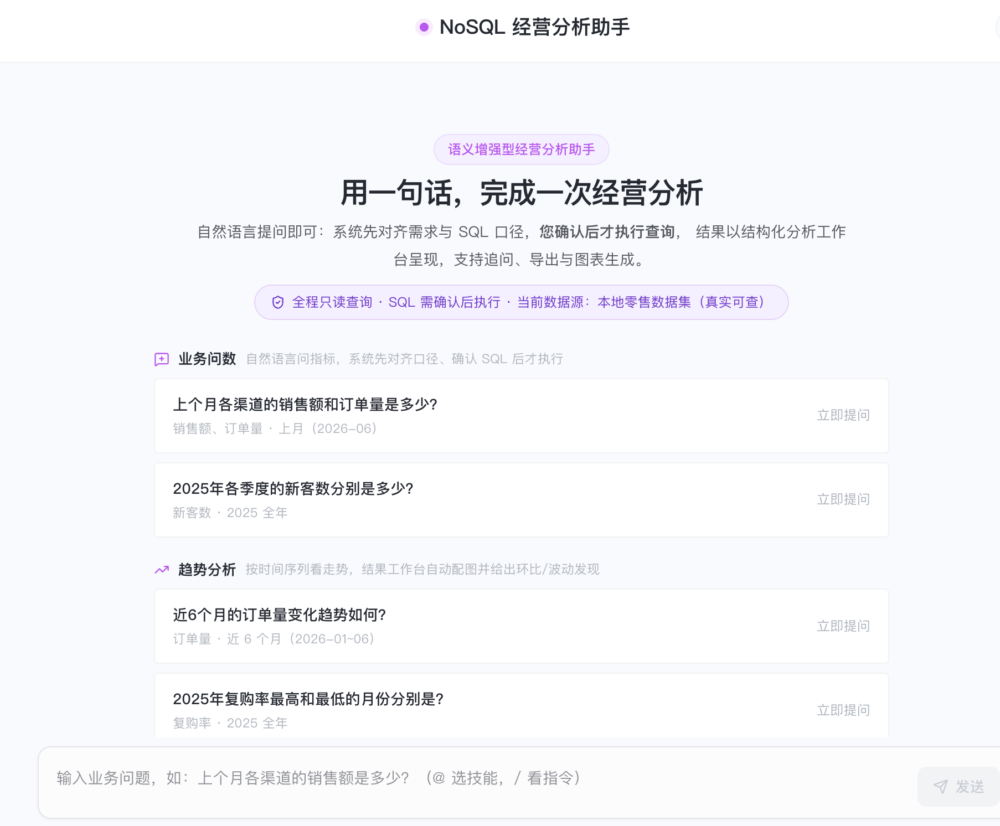 NoSQL 经营分析助手
语义增强型经营分析助手
用一句话，完成一次经营分析
自然语言提问即可：系统先对齐需求与 SQL 口径，您确认后才执行查询， 结果以结构化分析工作
台呈现，支持追问、导出与图表生成。
全程只读查询 · SQL 需确认后执行 · 当前数据源：本地零售数据集（真实可查）
业务问数 自然语言问指标，系统先对齐口径、确认 SQL 后才执行
上个月各渠道的销售额和订单量是多少?
销售额、订单量 · 上月（2026-06）
立即提问
2025年各季度的新客数分别是多少?
新客数 · 2025 全年
立即提问
趋势分析 按时间序列看走势，结果工作台自动配图并给出环比/波动发现
近6个月的订单量变化趋势如何?
订单量 · 近 6 个月（2026-01~06）
立即提问
2025年复购率最高和最低的月份分别是?
复购率 · 2025 全年
立即提问
输入业务问题，如：上个月各渠道的销售额是多少？（@ 选技能，/ 看指令）
发送